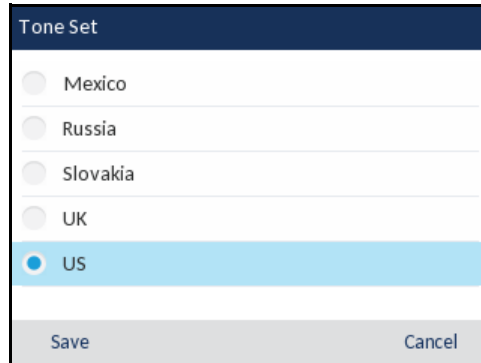 Tone Set
Mexico
Russia
Slovakia
UK
US
Save Cancel